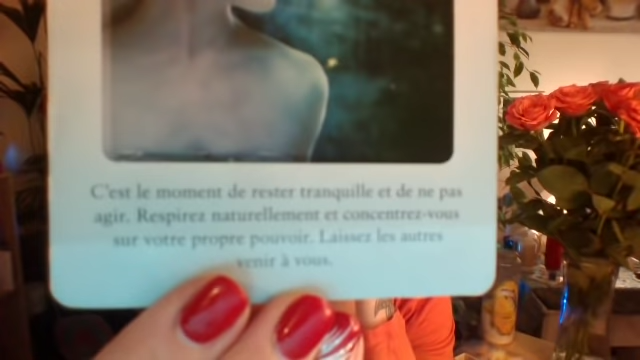 C'est le moment de rester tranquille et de ne pas
agir. Respirez naturellement et concentrez-vous
sur votre propre pouvoir. Laissez les autres
venir à vous.